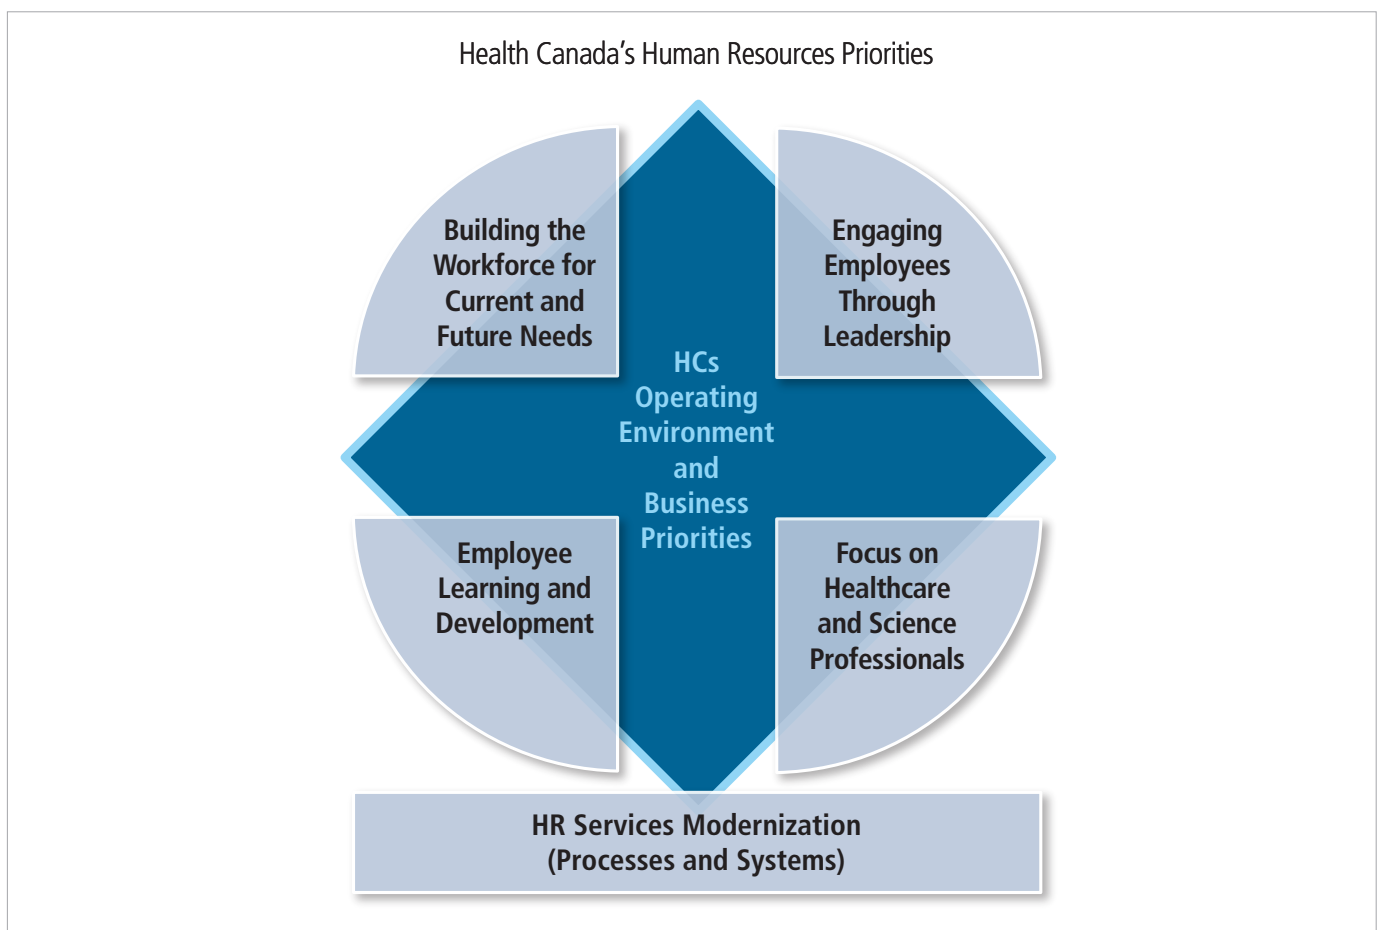 Health Canada's Human Resources Priorities
Building the
Workforce for
Current and
Future Needs
Engaging
Employees
Through
Leadership
HCs
Operating
Environment
and
Business
Priorities
Employee
Learning and
Development
Focus on
Healthcare
and Science
Professionals
HR Services Modernization
(Processes and Systems)